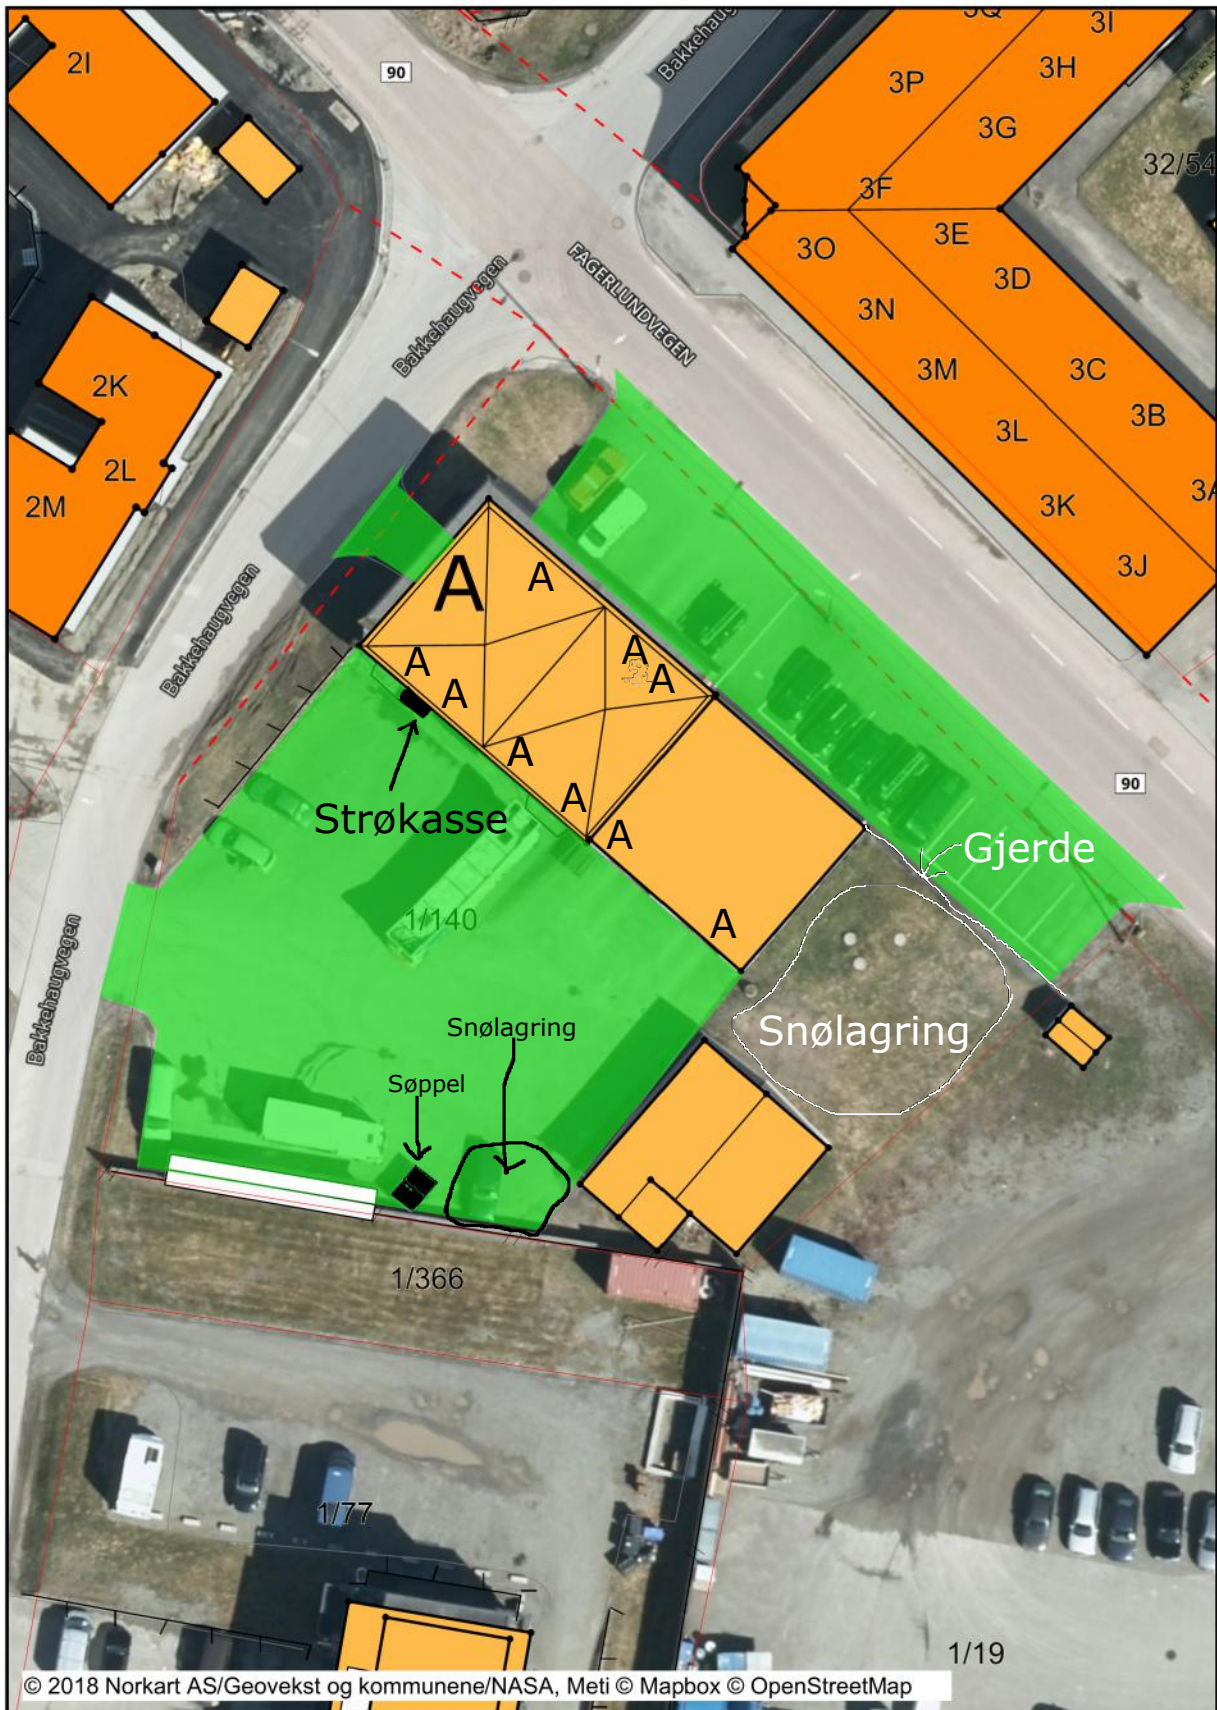 3Q
3I
2I
90
Bakkehaug
3P
3H
3G
32/54
3F
3O
3E
3D
FAGERLUNDVEGEN
Bakkehaugvegen
3N
3M
3C
2K
3B
3L
2L
2M
3K
3A
3J
A
A
Bakkehaugvegen
A
A
A
A
A
A
A
Strøkasse
90
Gjerde
1/140
A
Bakkehaugvegen
Snølagring
Snølagring
Søppel
1/366
1/77
1/19
© 2018 Norkart AS/Geovekst og kommunene/NASA, Meti © Mapbox © OpenStreetMap